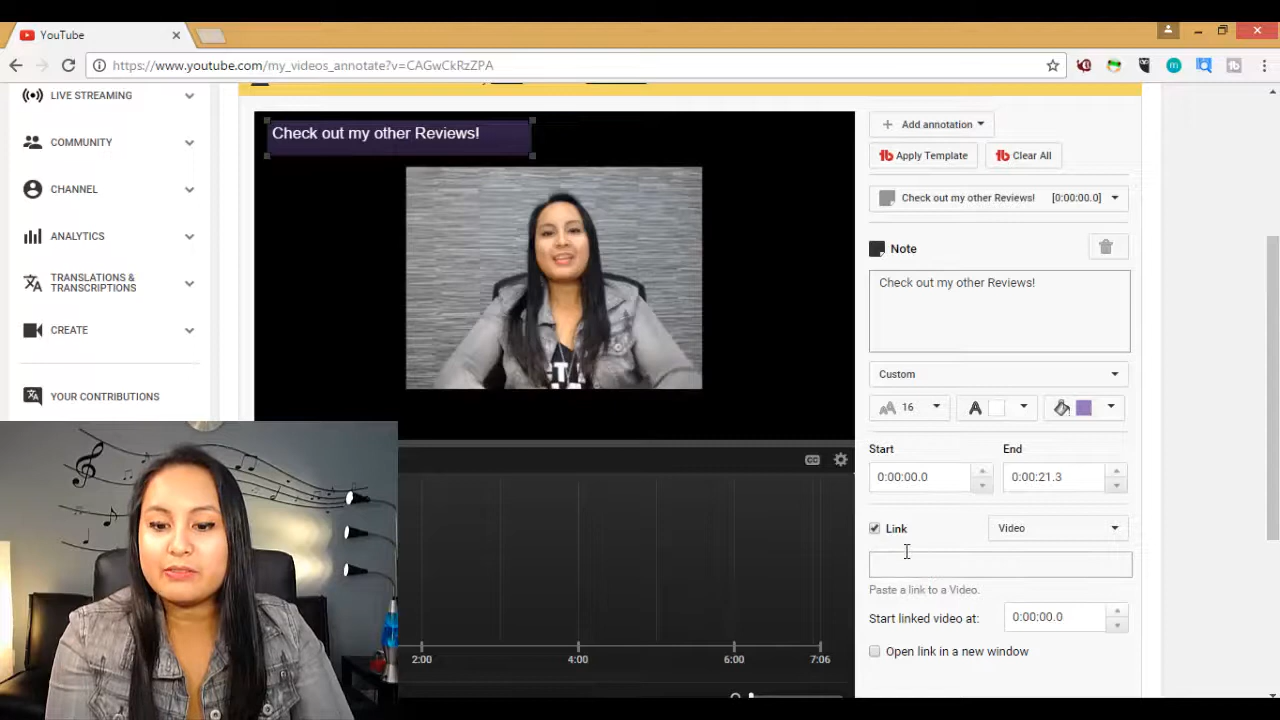 YouTube
https://www.youtube.com/my_videos_annotate?v=CAGwCkRzZPA
LIVE STREAMING
COMMUNITY
CHANNEL
ANALYTICS
TRANSLATIONS &
TRANSCRIPTIONS
CREATE
YOUR CONTRIBUTIONS
Check out my other Reviews!
2:00
4:00
6:00
7:06
Add annotation
Apply Template
Clear All
Check out my other Reviews! [0:00:00.0]
Note
Check out my other Reviews!
Custom
16
Start
End
0:00:00.0
0:00:21.3
Link
Video
Paste a link to a Video.
Start linked video at:
0:00:00.0
Open link in a new window